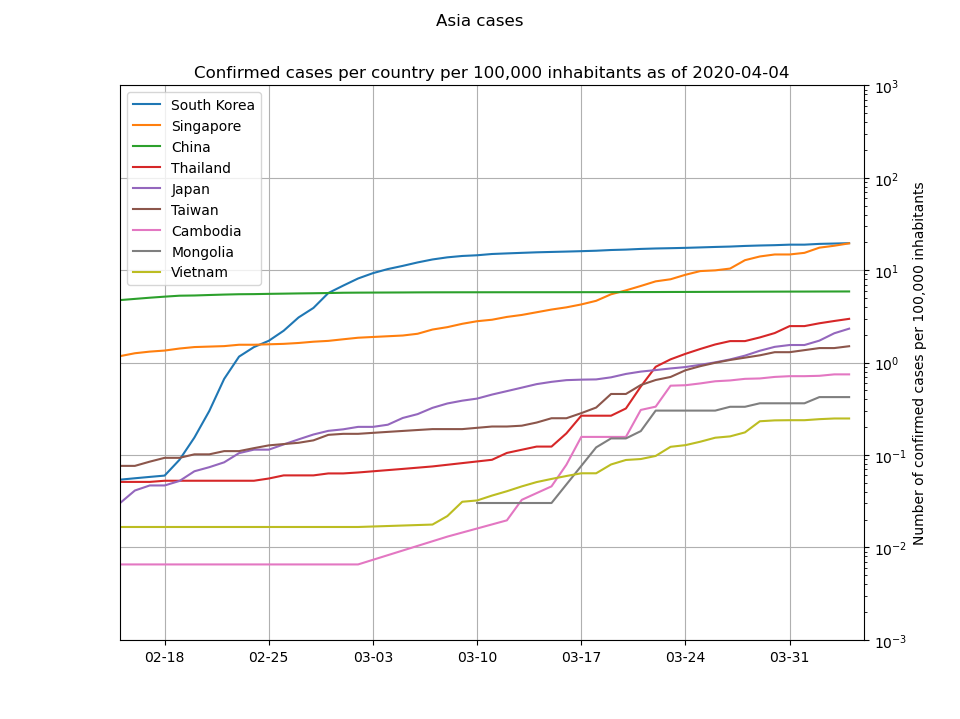 Asia cases
Confirmed cases per country per 100,000 inhabitants as of 2020-04-04
South Korea
Singapore
China
Thailand
Japan
Taiwan
Cambodia
Mongolia
Vietnam
10³
10²
10¹
10⁰
10⁻¹
10⁻²
10⁻³
Number of confirmed cases per 100,000 inhabitants
02-18 02-25 03-03 03-10 03-17 03-24 03-31